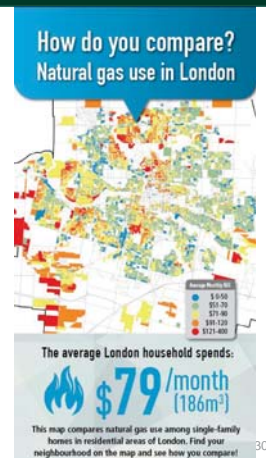 How do you compare?
Natural gas use in London
Average Monthly Bill
$ 0-50
$51-70
$71-90
$91-120
$121-400
The average London household spends:
$79/month
(186m³)
This map compares natural gas use among single-family
homes in residential areas of London. Find your
neighbourhood on the map and see how you compare!
30